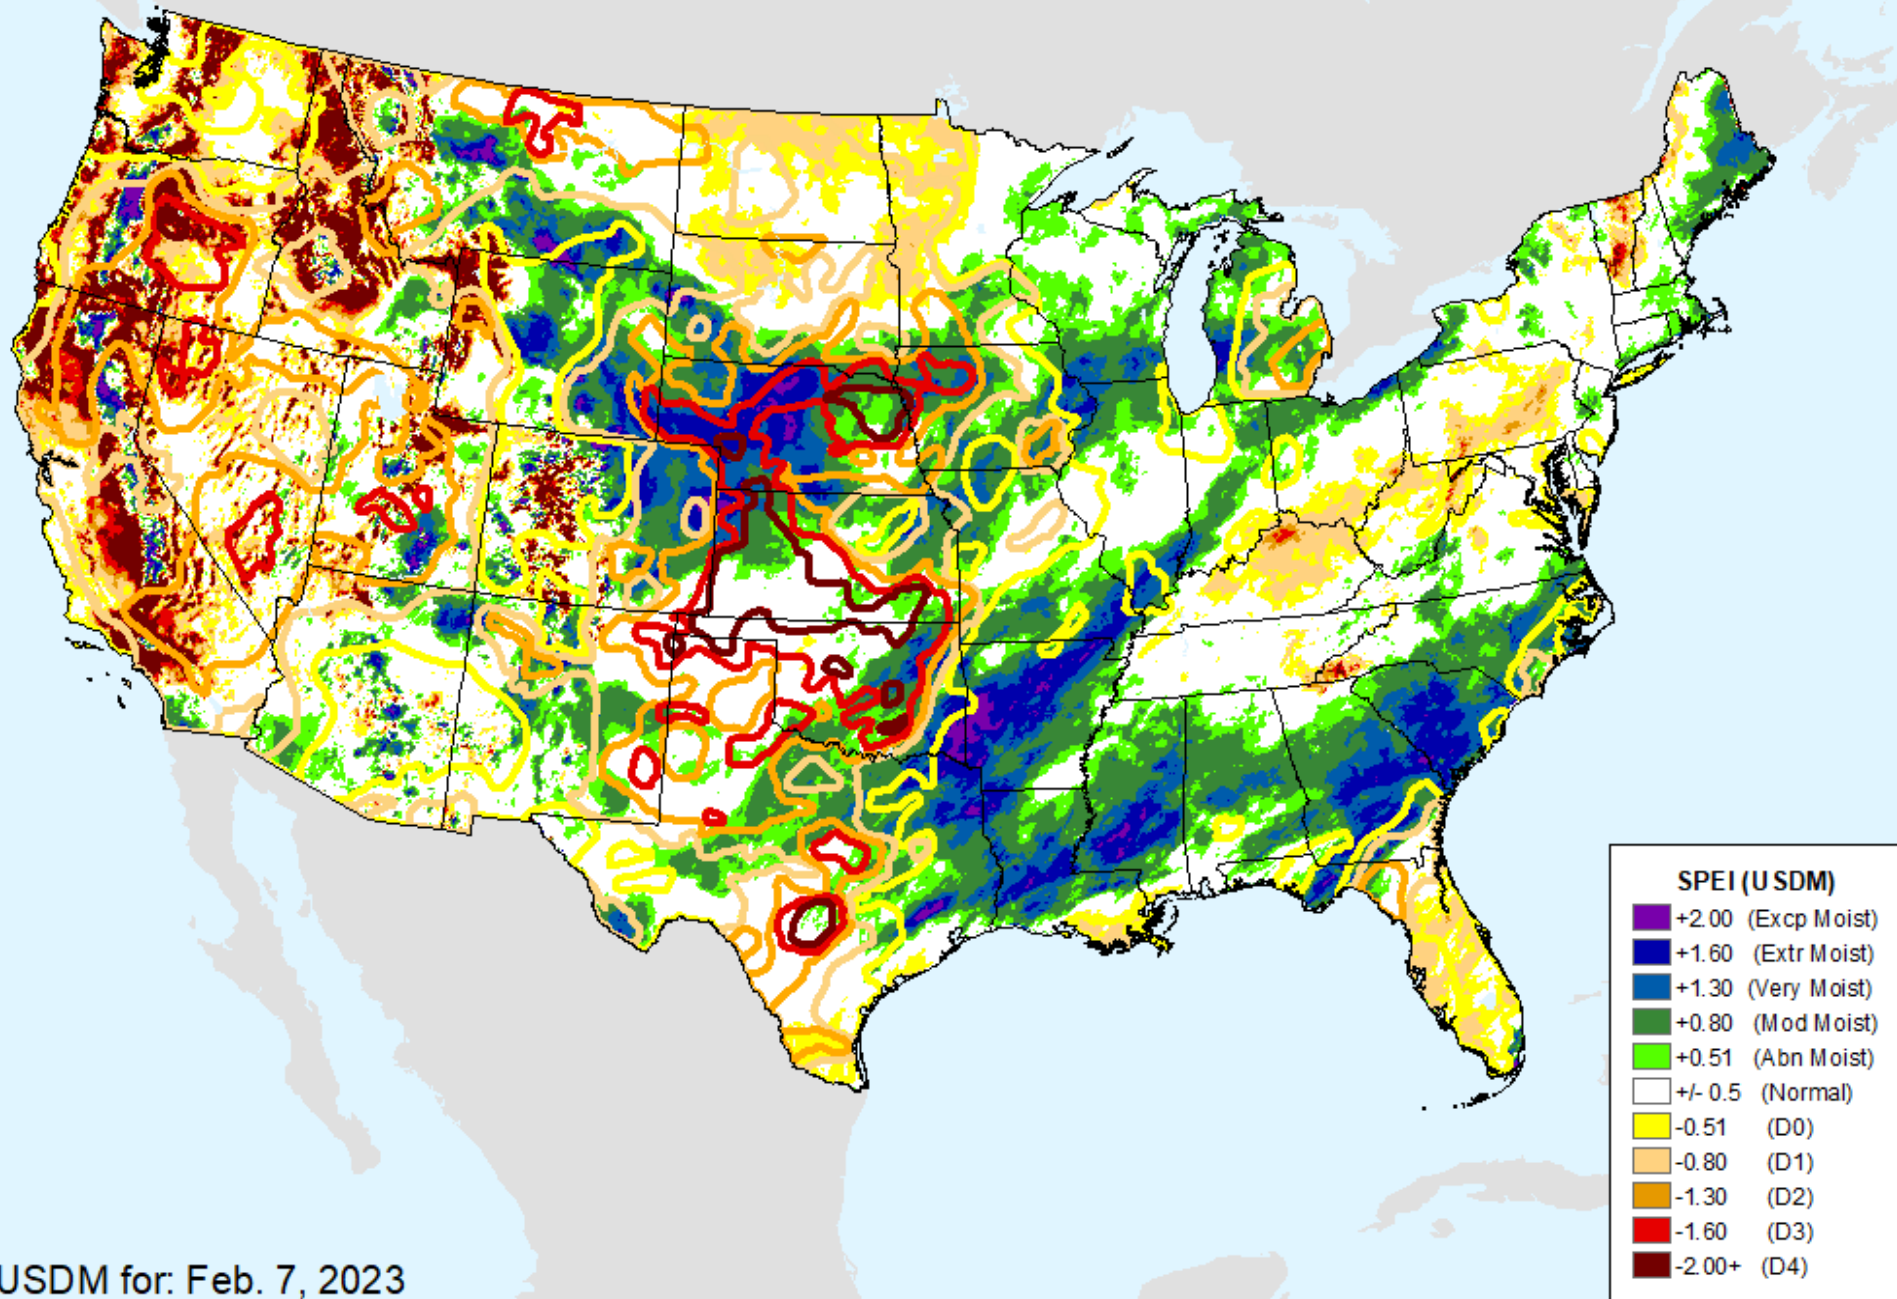 SPEI (USDM)
+2.00 (Excp Moist)
+1.60 (Extr Moist)
+1.30 (Very Moist)
+0.80 (Mod Moist)
+0.51 (Abn Moist)
+/- 0.5 (Normal)
-0.51 (D0)
-0.80 (D1)
-1.30 (D2)
-1.60 (D3)
-2.00+ (D4)
USDM for: Feb. 7, 2023